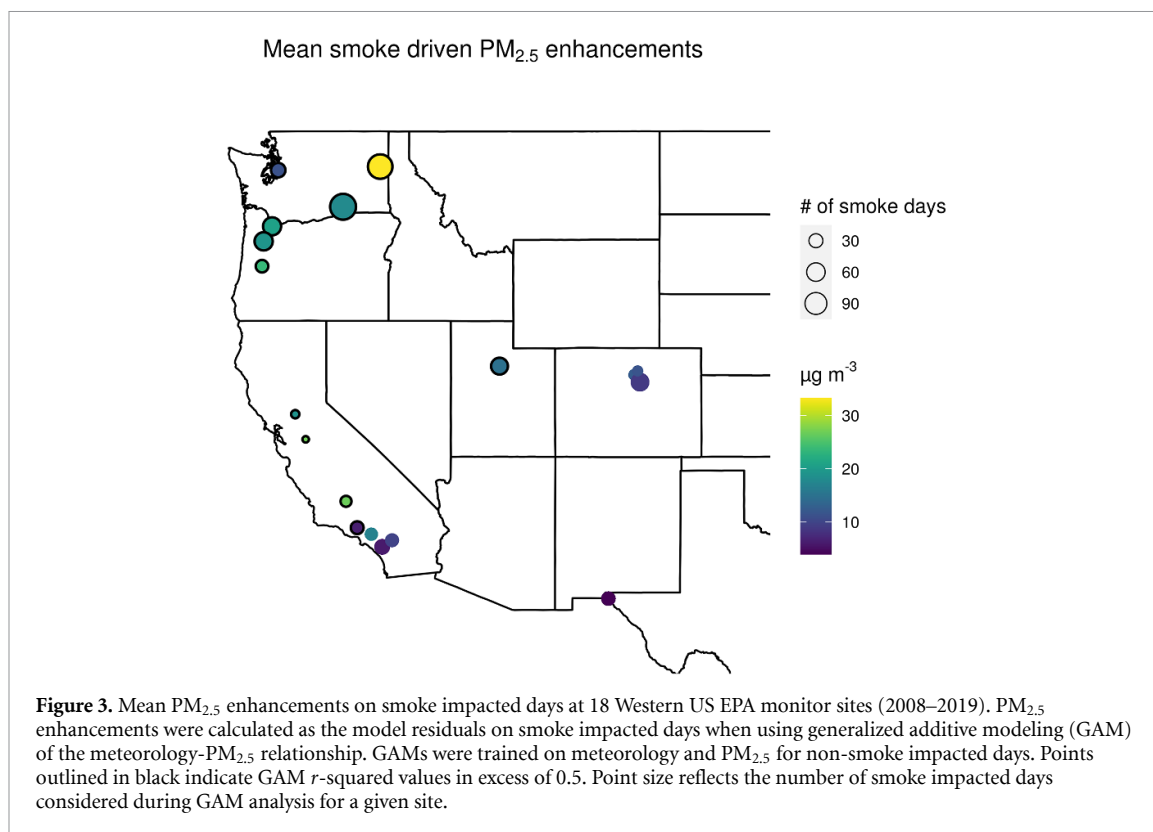 Mean smoke driven PM2.5 enhancements
# of smoke days
30
60
90
µg m-3
30
20
10
Figure 3. Mean PM2.5 enhancements on smoke impacted days at 18 Western US EPA monitor sites (2008–2019). PM2.5
enhancements were calculated as the model residuals on smoke impacted days when using generalized additive modeling (GAM)
of the meteorology-PM2.5 relationship. GAMs were trained on meteorology and PM2.5 for non-smoke impacted days. Points
outlined in black indicate GAM r-squared values in excess of 0.5. Point size reflects the number of smoke impacted days
considered during GAM analysis for a given site.